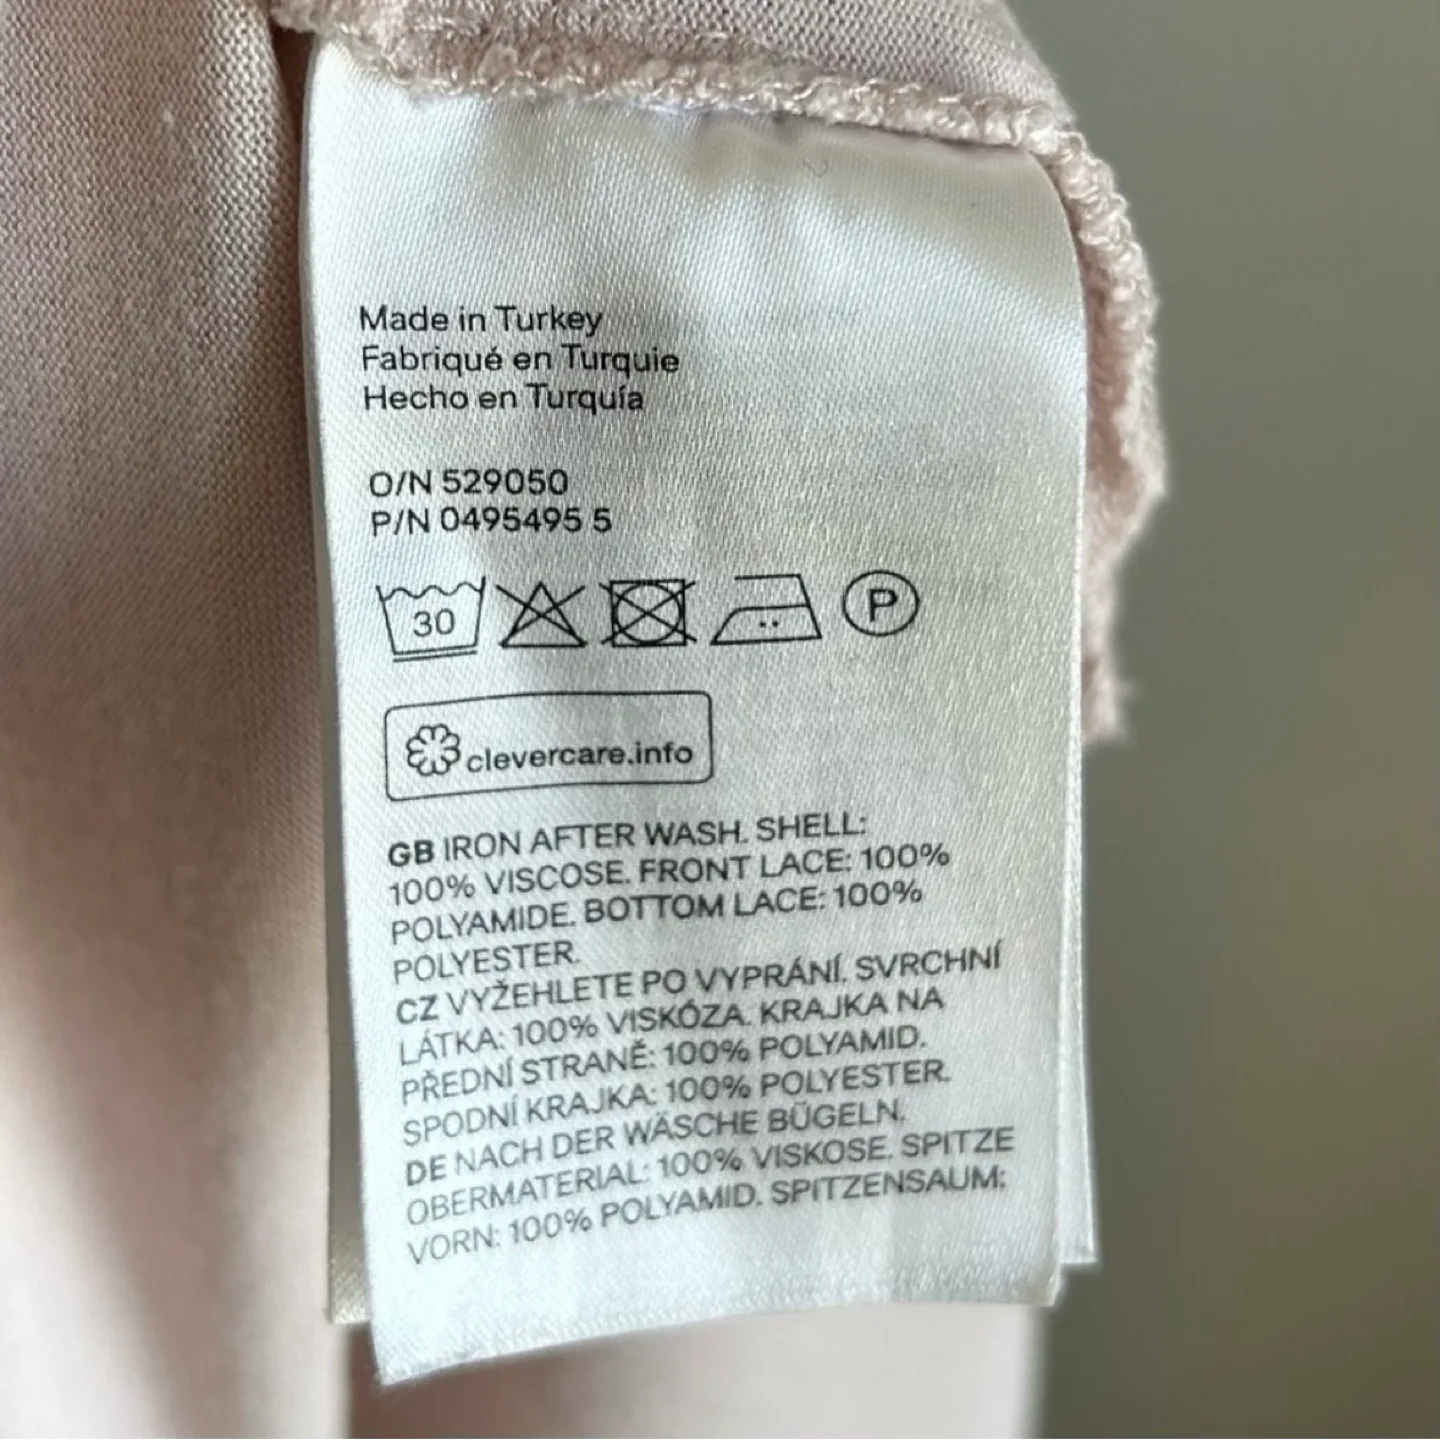 Made in Turkey
Fabriqué en Turquie
Hecho en Turquía
O/N 529050
P/N 0495495 5
30 P
clevercare.info
GB IRON AFTER WASH. SHELL:
100% VISCOSE. FRONT LACE: 100%
POLYAMIDE. BOTTOM LACE: 100%
POLYESTER.
CZ VYŽEHLETE PO VYPRÁNÍ. SVRCHNÍ
LÁTKA: 100% VISKÓZA. KRAJKA NA
PŘEDNÍ STRANĚ: 100% POLYAMID.
SPODNÍ KRAJKA: 100% POLYESTER.
DE NACH DER WÄSCHE BÜGELN.
OBERMATERIAL: 100% VISKOSE. SPITZE
VORN: 100% POLYAMID. SPITZENSAUM: